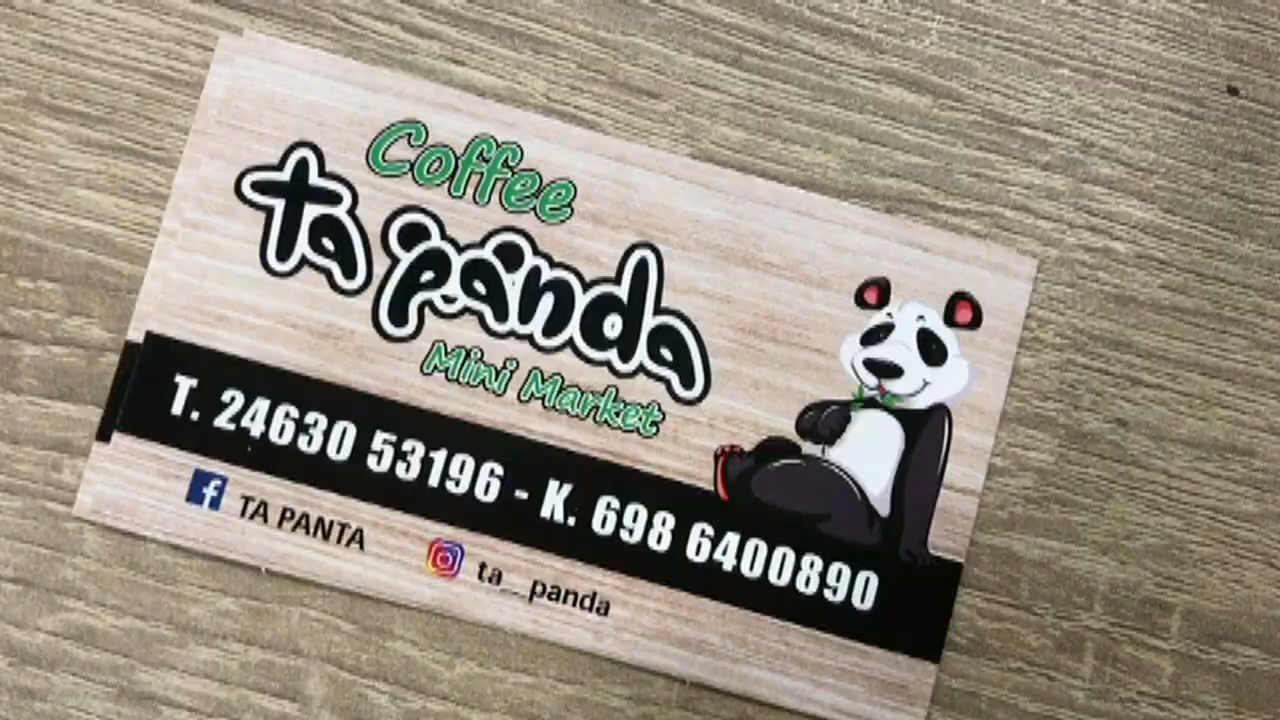 Coffee
ta panda
Mini Market
T. 24630 53196 - K. 698 6400890
TA PANTA
ta__panda